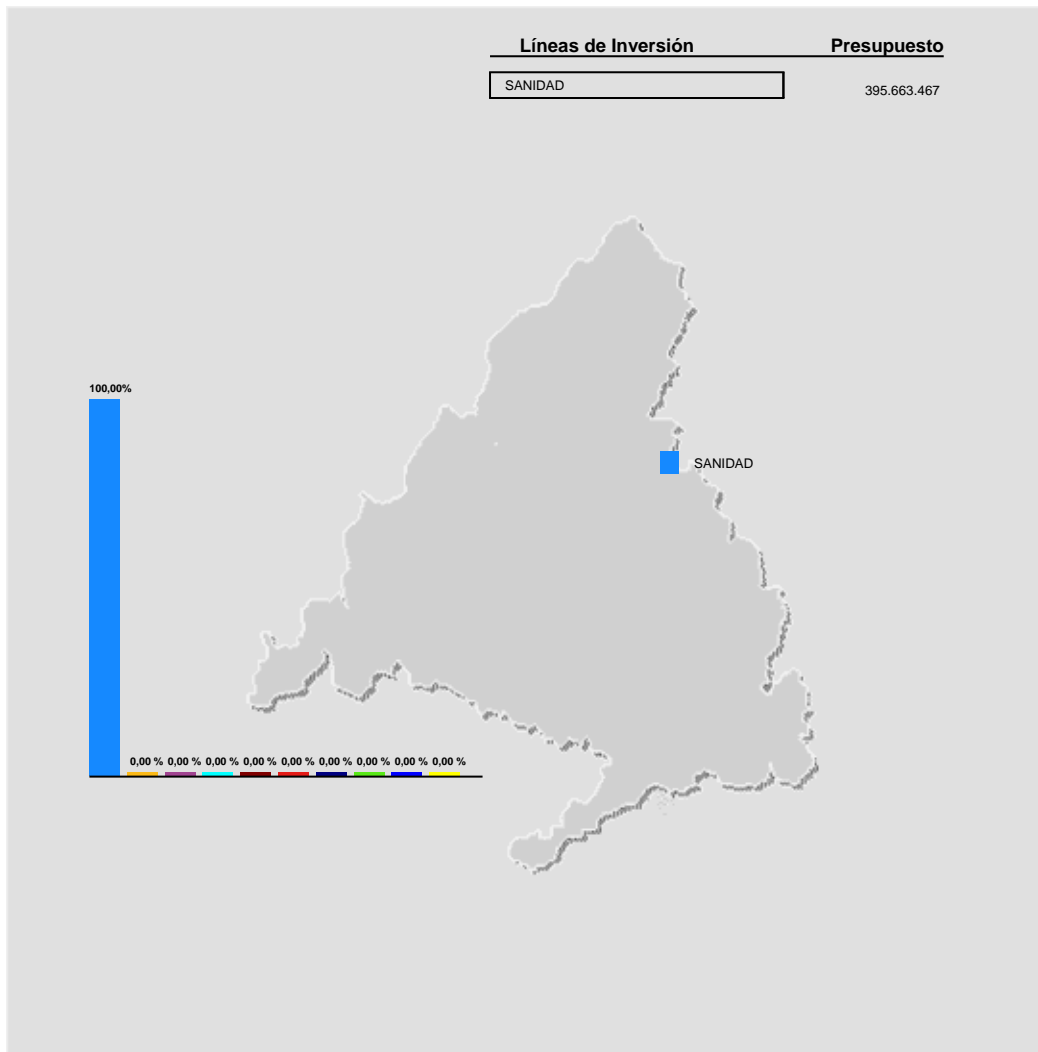 Líneas de Inversión Presupuesto
SANIDAD 395.663.467
100,00%
SANIDAD
0,00 % 0,00 % 0,00 % 0,00 % 0,00 % 0,00 % 0,00 % 0,00 % 0,00 %